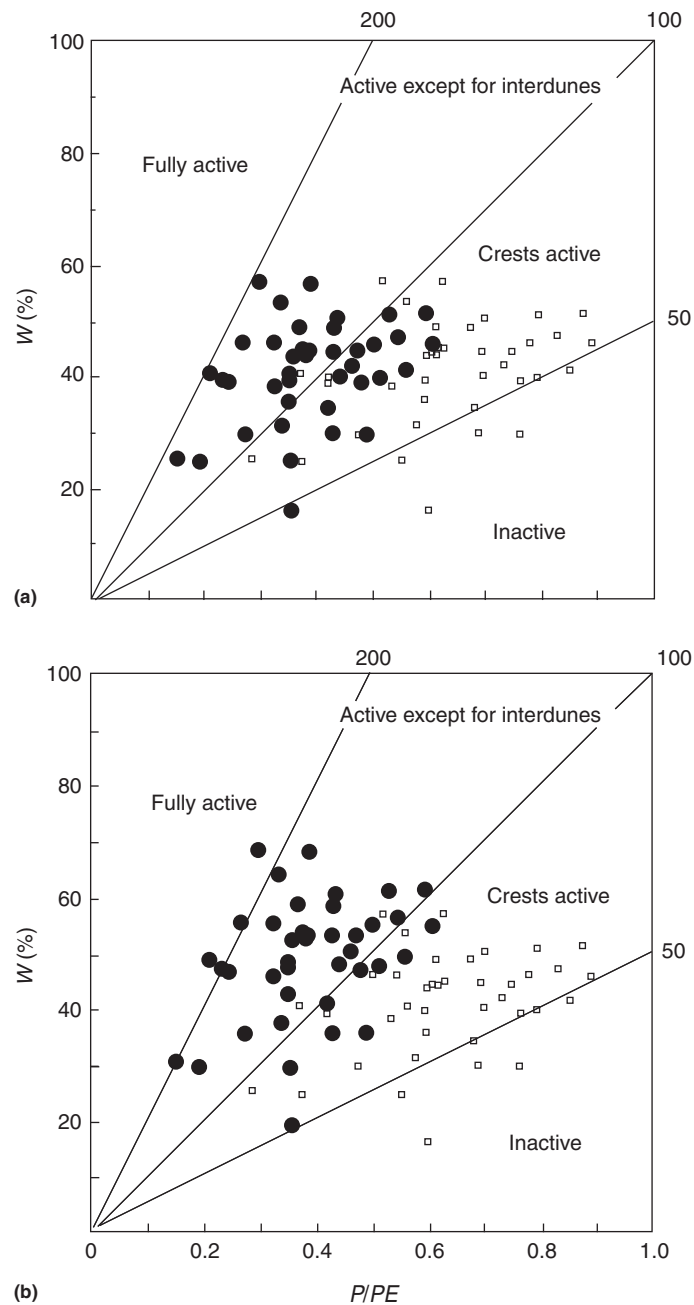 200
100
100
Active except for interdunes
80
Fully active
60
Crests active
W (%)
50
40
20
Inactive
(a)
200
100
100
Active except for interdunes
80
Fully active
60
Crests active
W (%)
50
40
20
Inactive
0
0.2
0.4
0.6
0.8
1.0
(b)
P/PE